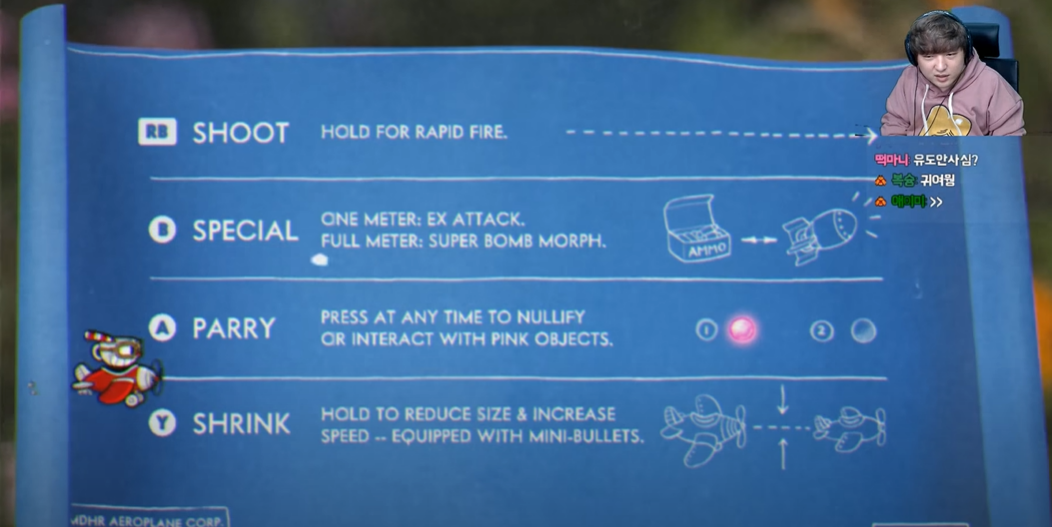 RB SHOOT HOLD FOR RAPID FIRE.
B SPECIAL ONE METER: EX ATTACK.
FULL METER: SUPER BOMB MORPH.
AMMO
A PARRY PRESS AT ANY TIME TO NULLIFY
OR INTERACT WITH PINK OBJECTS.
1 2
Y SHRINK HOLD TO REDUCE SIZE & INCREASE
SPEED -- EQUIPPED WITH MINI-BULLETS.
MDHR AEROPLANE CORP.
떡마니 유도만사심?
복숭 귀여웡
>>